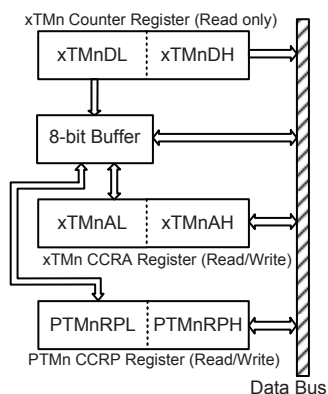 xTMn Counter Register (Read only)
xTMnDL xTMnDH
8-bit Buffer
xTMnAL xTMnAH
xTMn CCRA Register (Read/Write)
PTMnRPL PTMnRPH
PTMn CCRP Register (Read/Write)
Data Bus